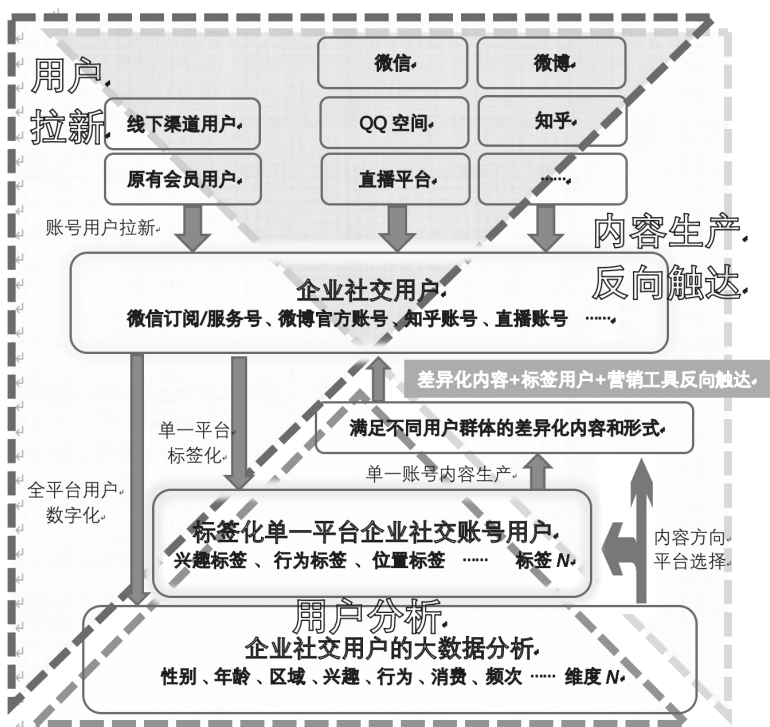 用户
拉新
微信
微博
线下渠道用户
QQ 空间
知乎
原有会员用户
直播平台
……
账号用户拉新
内容生产
反向触达
企业社交用户
微信订阅/服务号、微博官方账号、知乎账号、直播账号 ……
差异化内容+标签用户+营销工具反向触达
满足不同用户群体的差异化内容和形式
单一平台
标签化
单一账号内容生产
全平台用户
数字化
标签化单一平台企业社交账号用户
兴趣标签、行为标签、位置标签 …… 标签 N
内容方向
平台选择
用户分析
企业社交用户的大数据分析
性别、年龄、区域、兴趣、行为、消费、频次 …… 维度 N